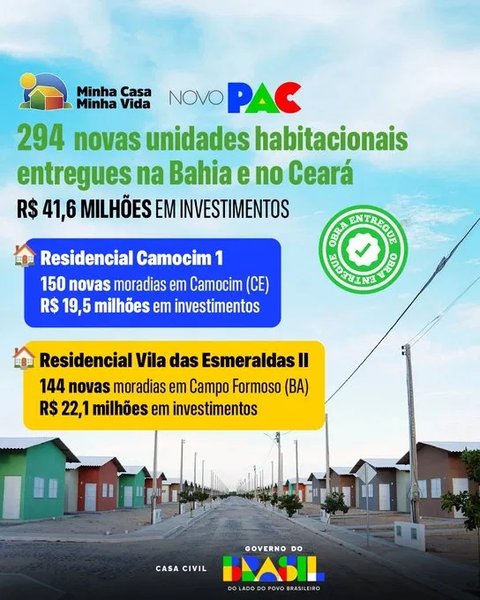 Minha Casa
Minha Vida
NOVO PAC
294 novas unidades habitacionais
entregues na Bahia e no Ceará
R$ 41,6 MILHÕES EM INVESTIMENTOS
OBRA ENTREGUE OBRA ENTREGUE
Residencial Camocim 1
150 novas moradias em Camocim (CE)
R$ 19,5 milhões em investimentos
Residencial Vila das Esmeraldas II
144 novas moradias em Campo Formoso (BA)
R$ 22,1 milhões em investimentos
CASA CIVIL
GOVERNO DO
BRASIL
DO LADO DO POVO BRASILEIRO